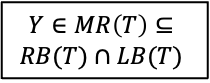 Y ∈ MR(T) ⊆
RB(T) ∩ LB(T)